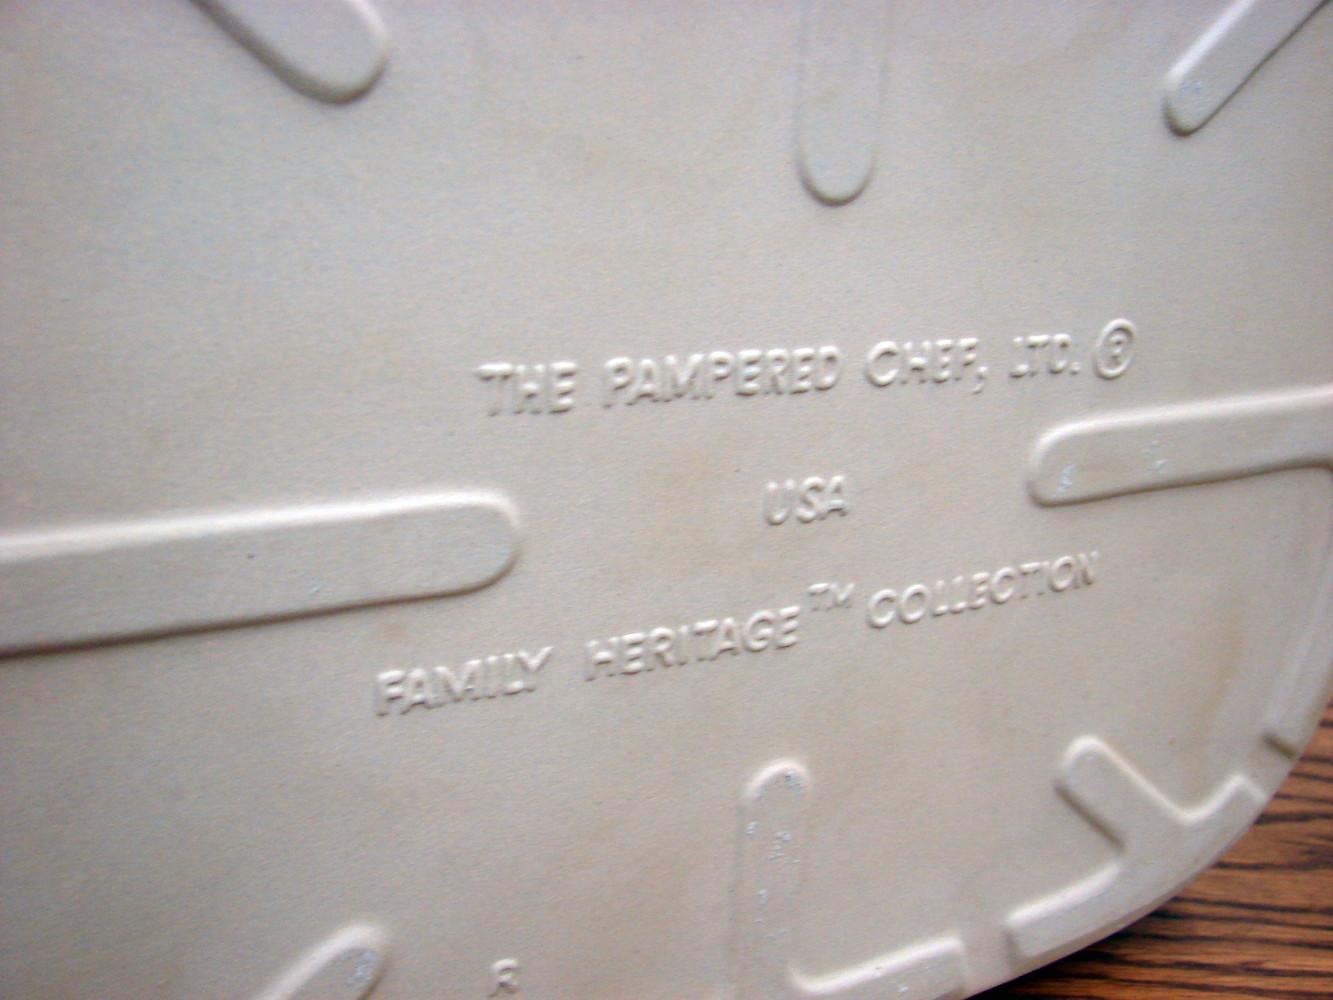 THE PAMPERED CHEF, LTD. ®
USA
FAMILY HERITAGE™ COLLECTION
R